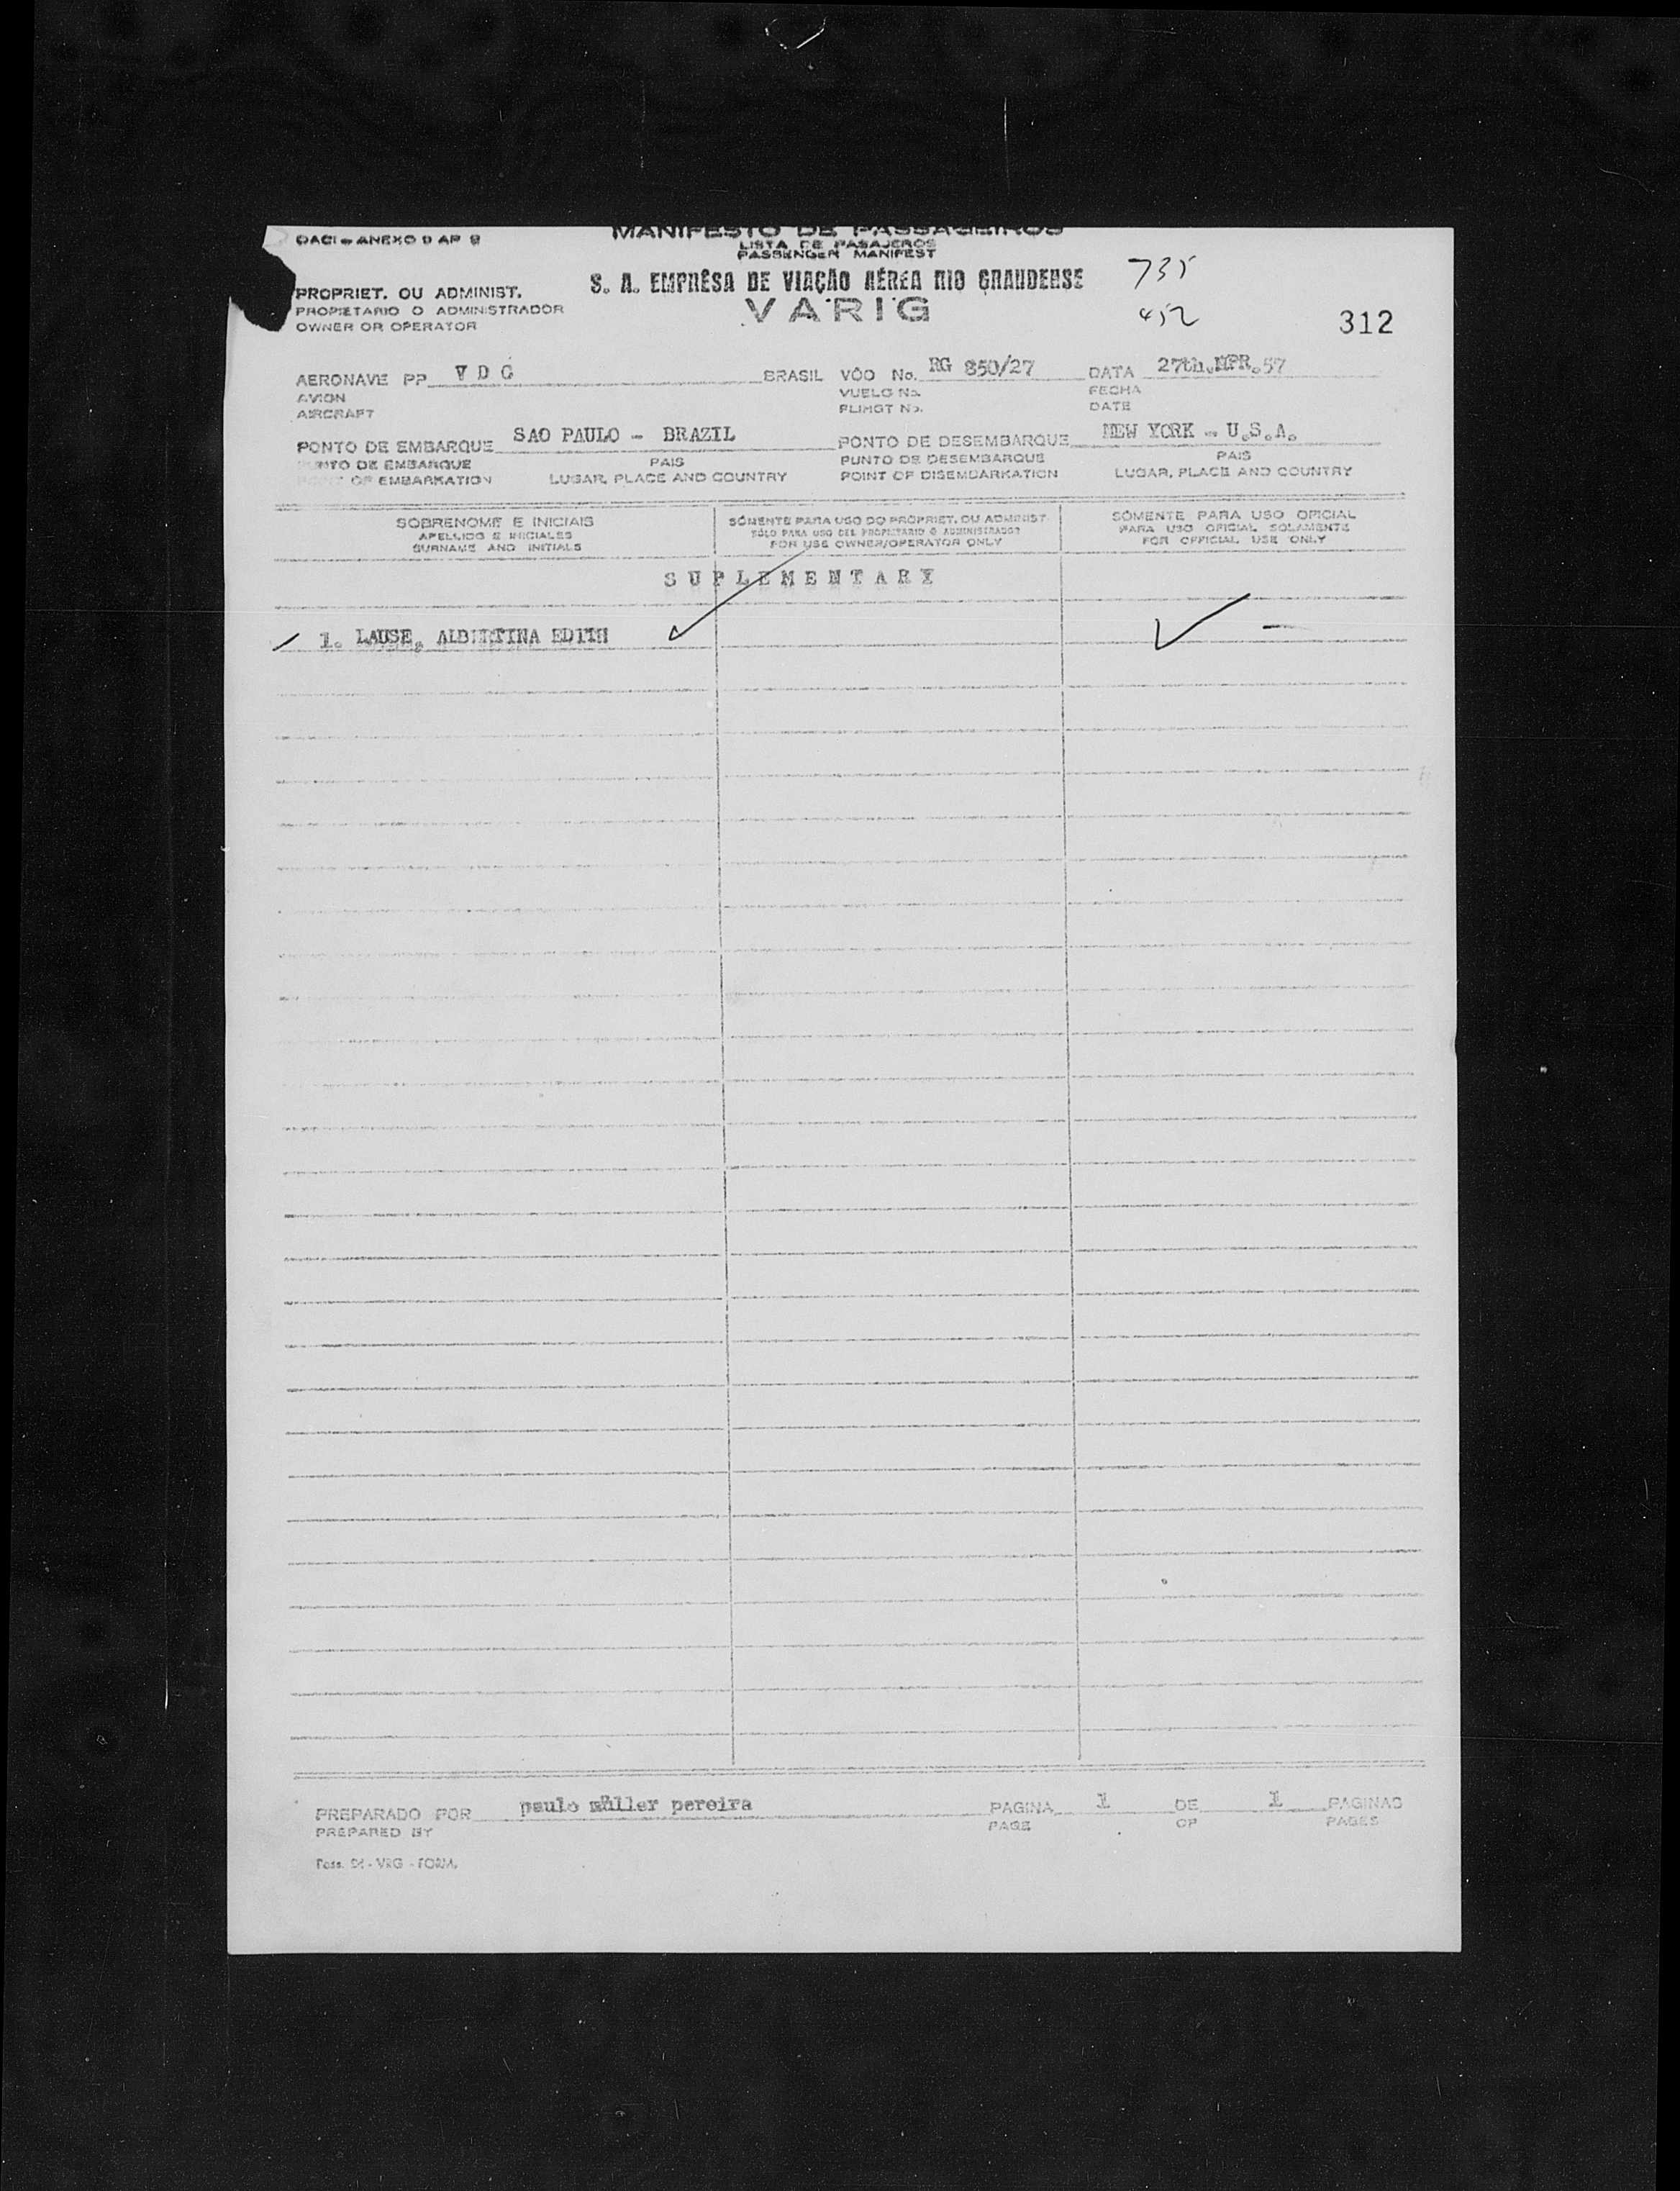 OACI - ANEXO 9 AP 9
MANIFESTO DE PASSAGEIROS
LISTA DE PASAJEROS
PASSENGER MANIFEST
S. A. EMPRÊSA DE VIAÇÃO AÉREA RIO GRANDENSE
VARIG
735
452
312
PROPRIET. OU ADMINIST.
PROPIETARIO O ADMINISTRADOR
OWNER OR OPERATOR
AERONAVE PP V D G BRASIL VÔO No. RG 850/27 DATA 27th. 57
AVION VUELO No. FECHA
AIRCRAFT FLIHGT No. DATE
PONTO DE EMBARQUE SAO PAULO - BRAZIL PONTO DE DESEMBARQUE NEW YORK - U.S.A.
PUNTO DE EMBARQUE PAIS PUNTO DE DESEMBARQUE PAIS
POINT OF EMBARKATION LUGAR, PLACE AND COUNTRY POINT OF DISEMBARKATION LUGAR, PLACE AND COUNTRY
SOBRENOME E INICIAIS
APELLIDO E INICIALES
SURNAME AND INITIALS
SÒMENTE PARA USO DO PROPRIET. OU ADMINIST
SÓLO PARA USO DEL PROPIETARIO O ADMINISTRADOR
FOR USE OWNER/OPERATOR ONLY
SÒMENTE PARA USO OFICIAL
PARA USO OFICIAL SOLAMENTE
FOR OFFICIAL USE ONLY
SUPLEMENTARY
1. LAUSE, ALBERTINA EDITH
PREPARADO POR paulo müller pereira PAGINA 1 DE 1 PAGINAS
PREPARED BY PAGE OF PAGES
VRG - FORM.